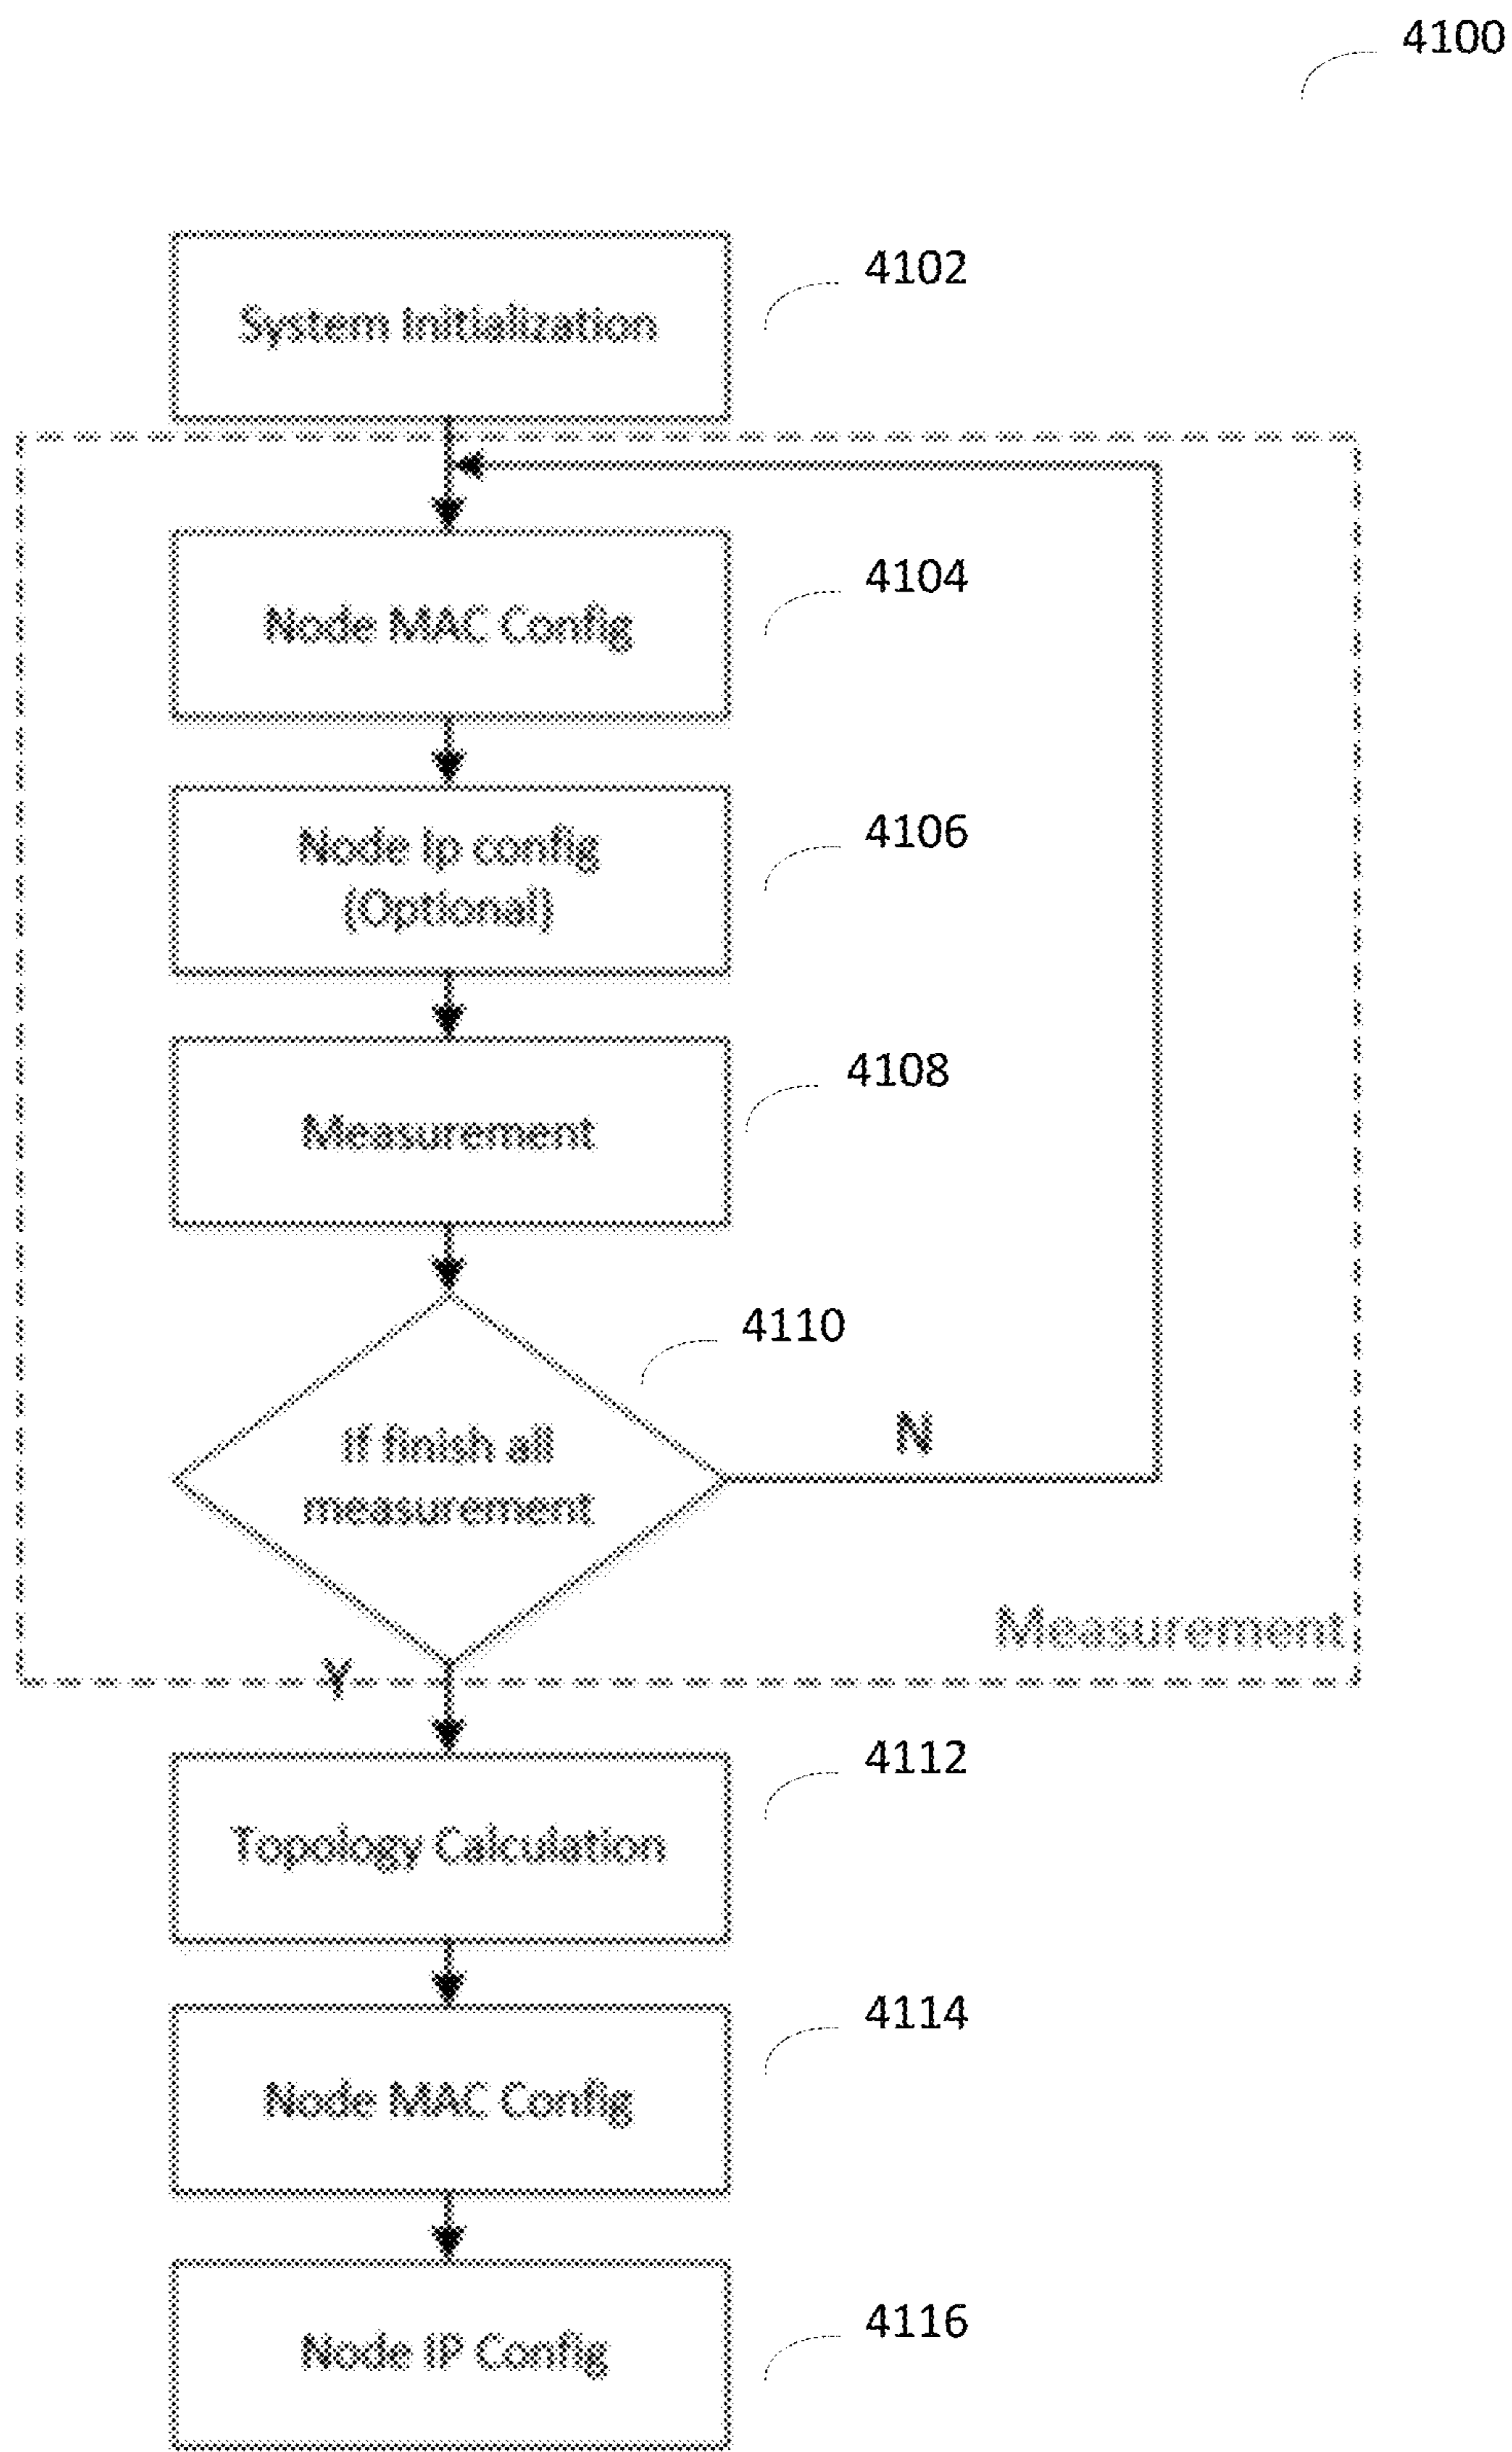 4100
System Initialization
4102
Node MAC Config
4104
Node Ip config
(Optional)
4106
Measurement
4108
If finish all
measurement
4110
N
Measurement
Y
Topology Calculation
4112
Node MAC Config
4114
Node IP Config
4116